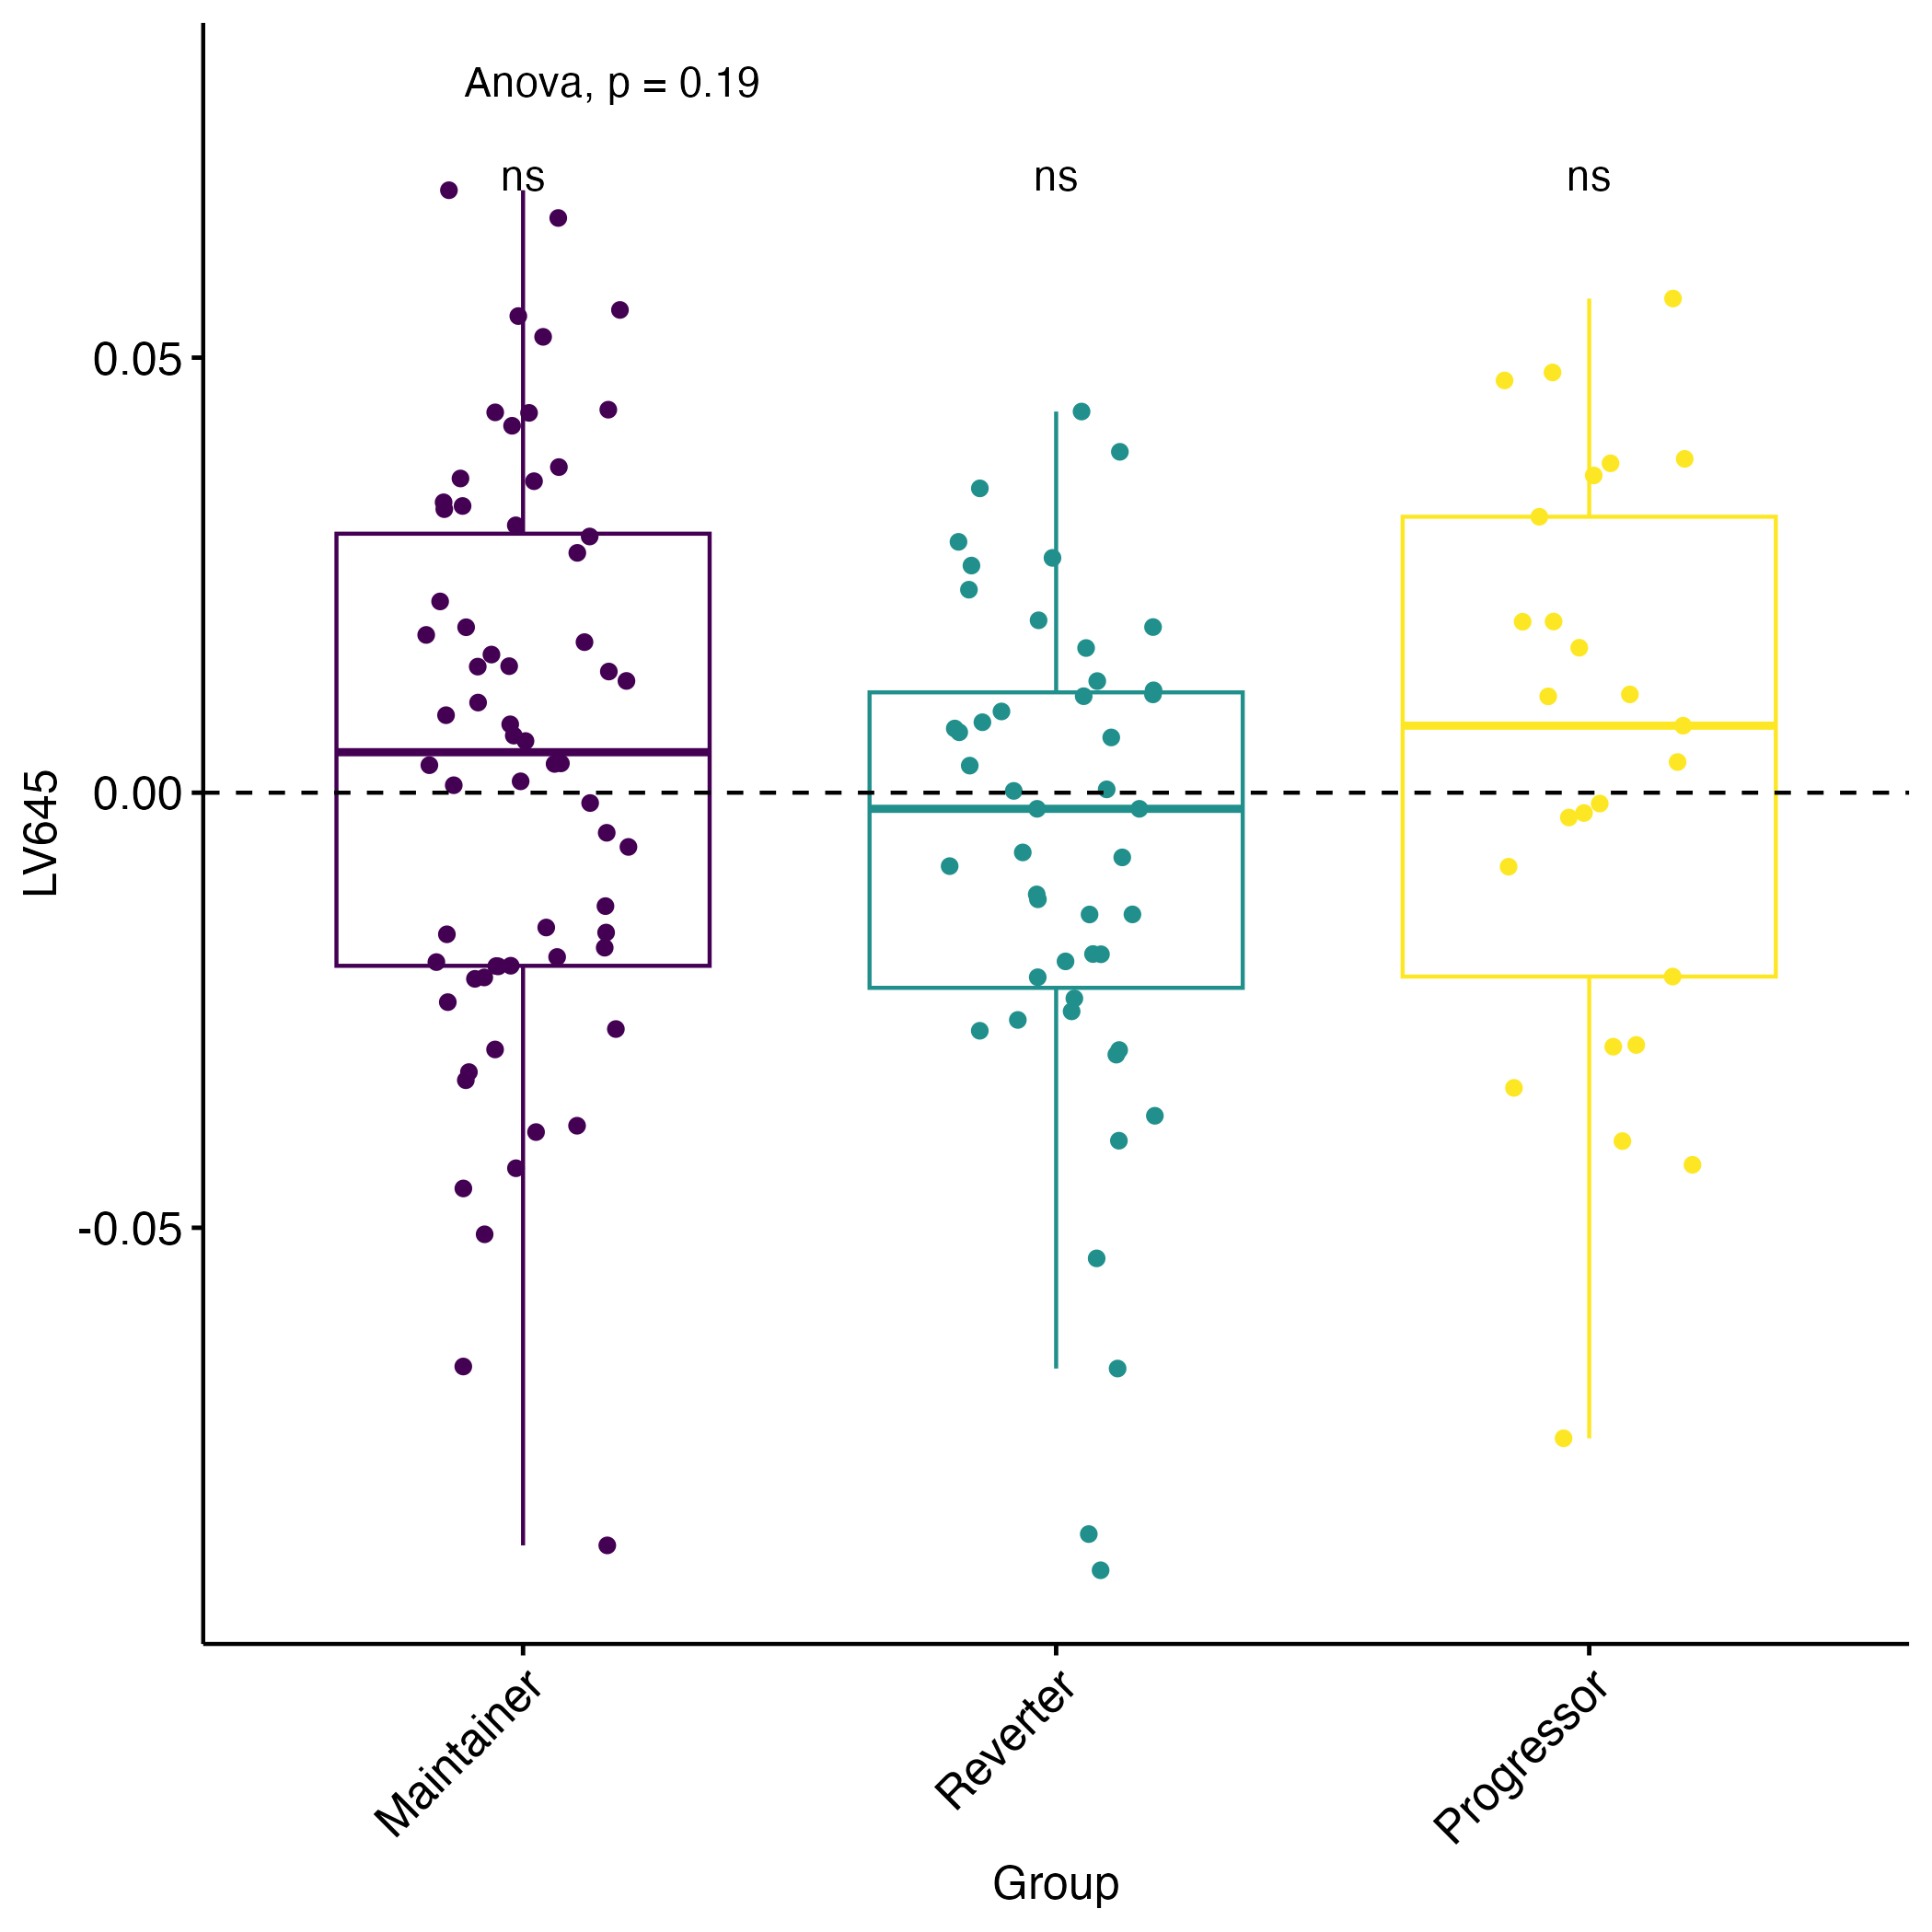 Anova, p = 0.19
ns ns ns
0.05
0.00
-0.05
LV645
Maintainer Reverter Progressor
Group